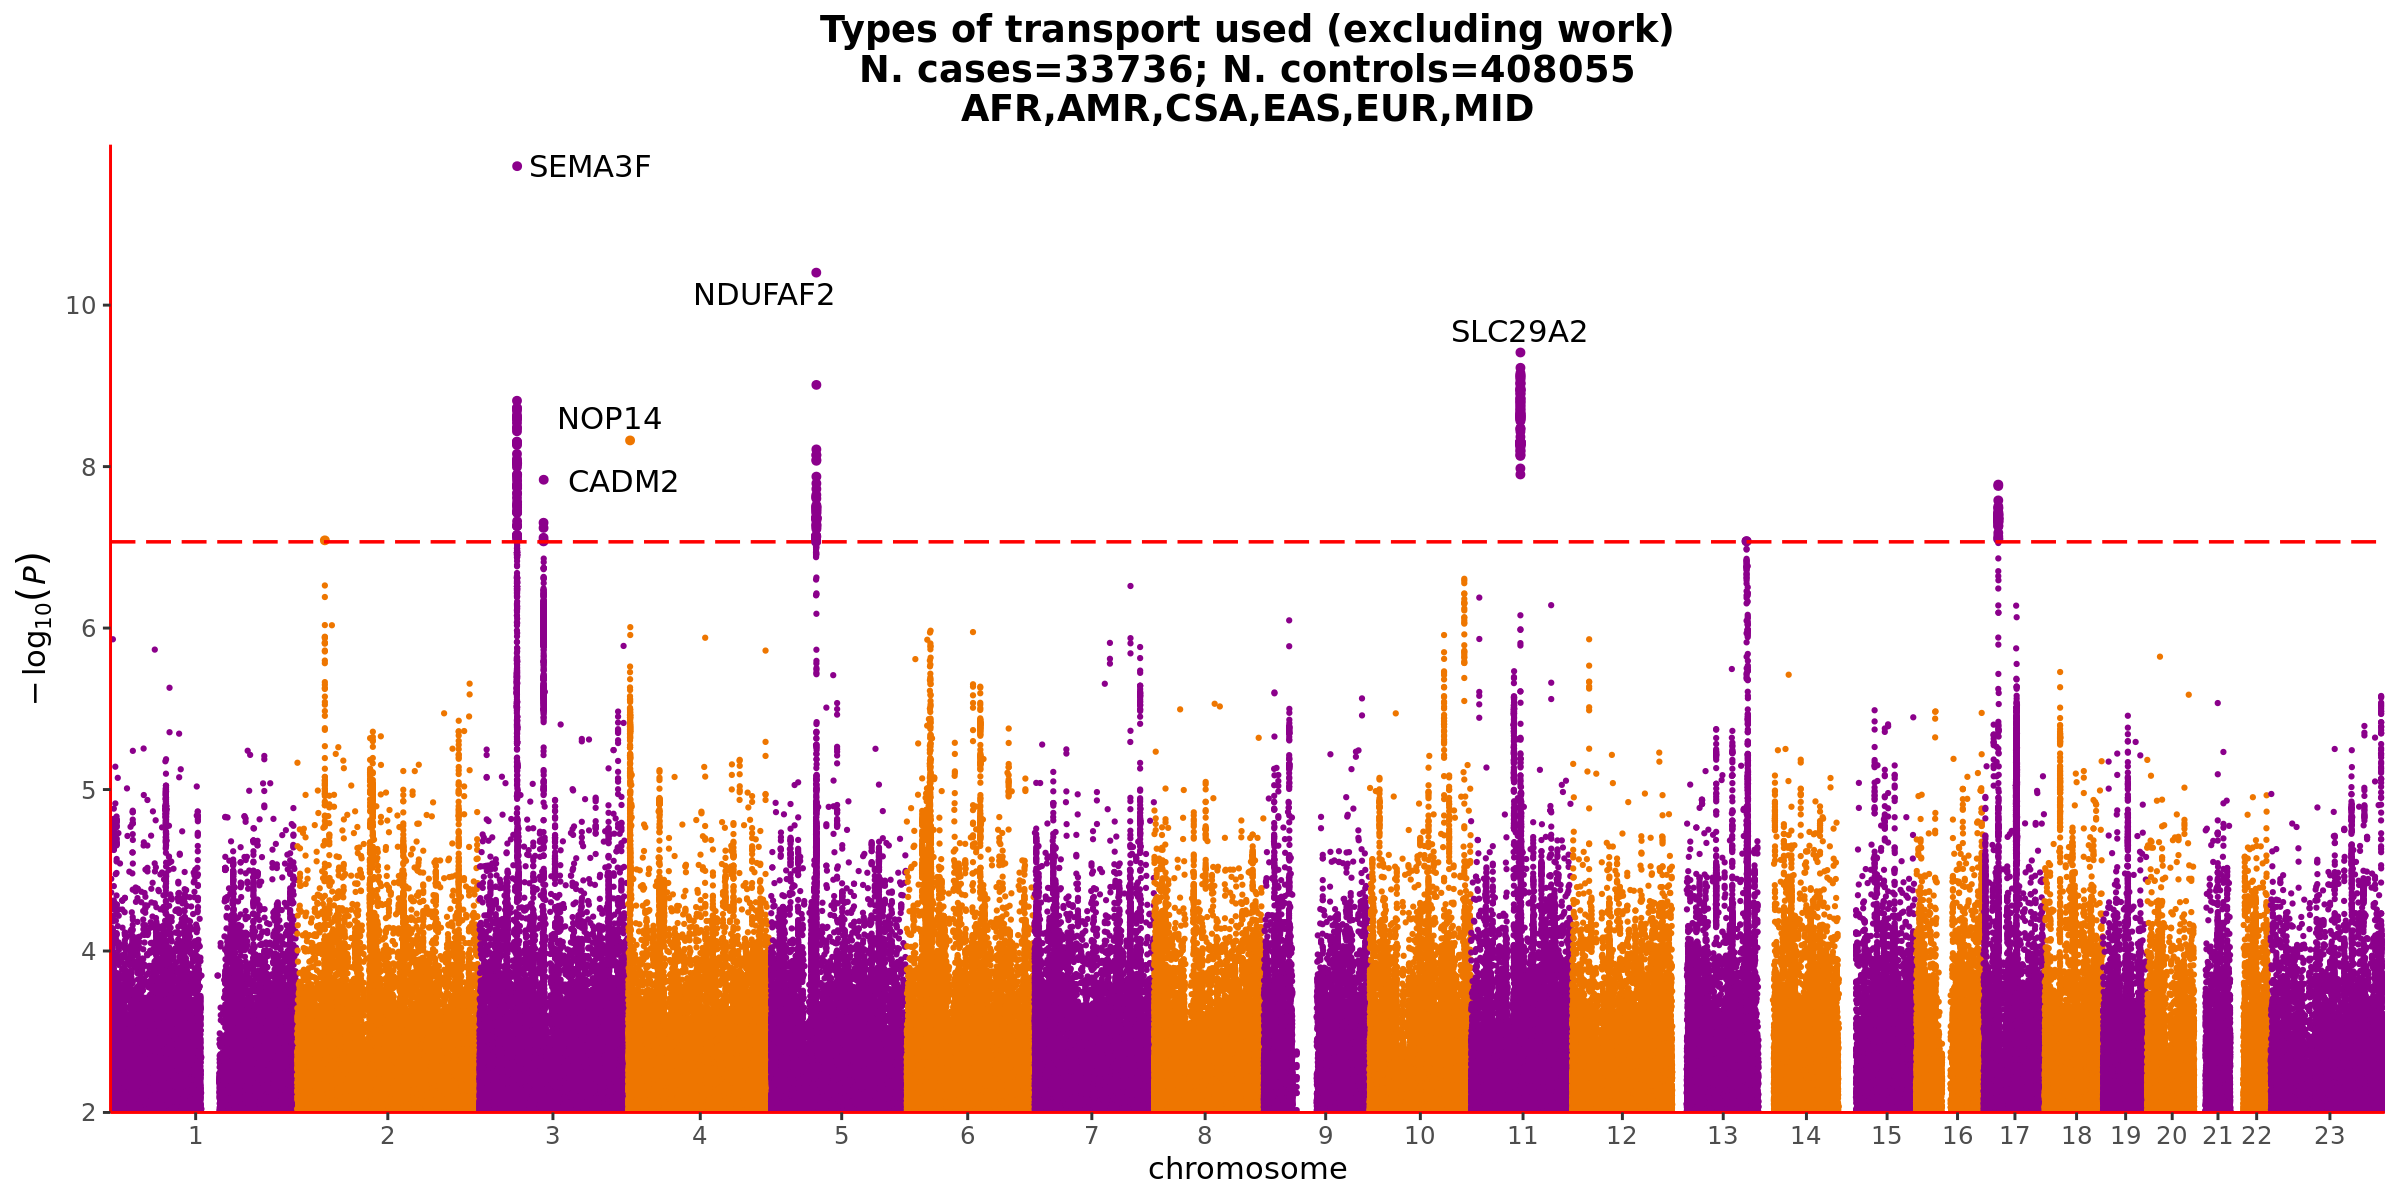 Types of transport used (excluding work)
N. cases=33736; N. controls=408055
AFR,AMR,CSA,EAS,EUR,MID
SEMA3F
NDUFAF2
SLC29A2
NOP14
CADM2
10
8
6
5
4
2
−log10(P)
1 2 3 4 5 6 7 8 9 10 11 12 13 14 15 16 17 18 19 20 21 22 23
chromosome